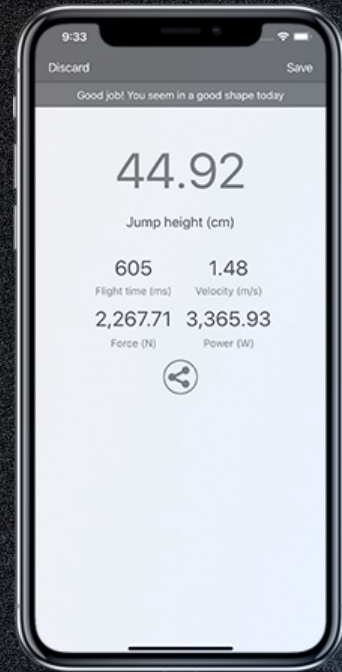 9:33
Discard Save
Good job! You seem in a good shape today
44.92
Jump height (cm)
605 1.48
Flight time (ms) Velocity (m/s)
2,267.71 3,365.93
Force (N) Power (W)